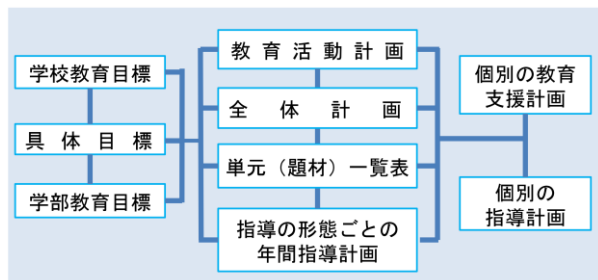 学校教育目標
具体目標
学部教育目標
教育活動計画
全体計画
単元（題材）一覧表
指導の形態ごとの
年間指導計画
個別の教育
支援計画
個別の
指導計画